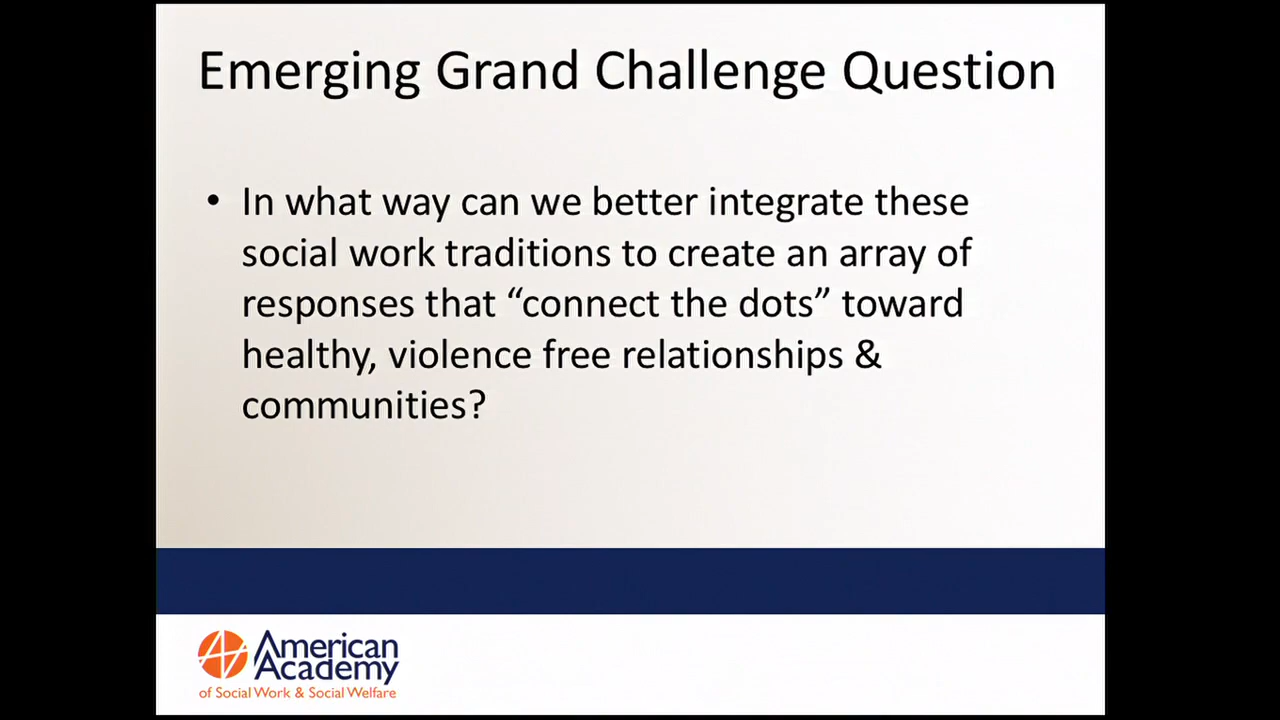 Emerging Grand Challenge Question
• In what way can we better integrate these
social work traditions to create an array of
responses that “connect the dots” toward
healthy, violence free relationships &
communities?
American
Academy
of Social Work & Social Welfare